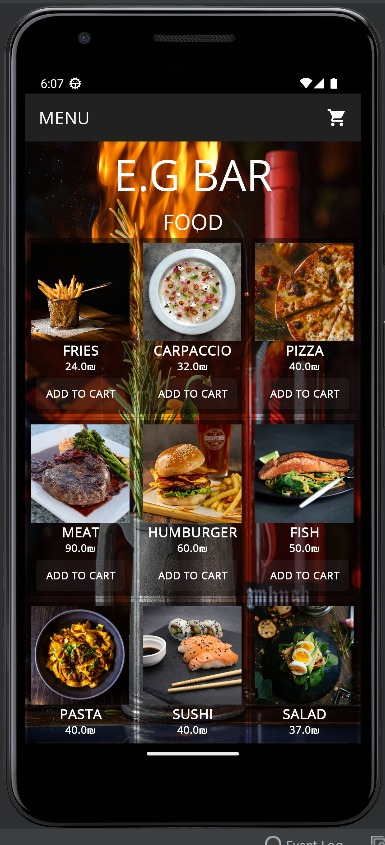 6:07
MENU
E.G BAR
FOOD
FRIES CARPACCIO PIZZA
24.0₪ 32.0₪ 40.0₪
ADD TO CART ADD TO CART ADD TO CART
MEAT HUMBURGER FISH
90.0₪ 60.0₪ 50.0₪
ADD TO CART ADD TO CART ADD TO CART
PASTA SUSHI SALAD
40.0₪ 40.0₪ 37.0₪
Event Log